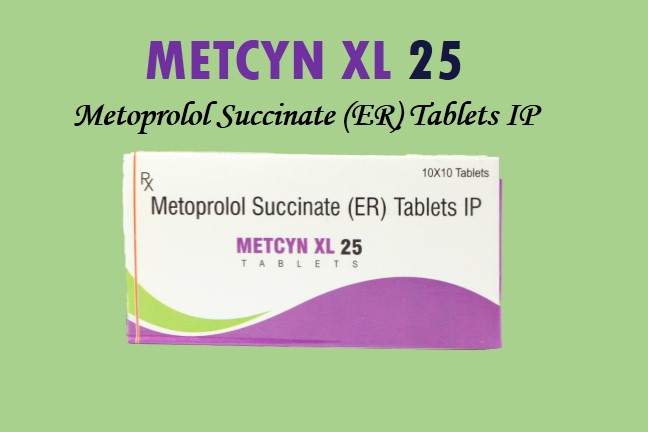 METCYN XL 25
Metoprolol Succinate (ER) Tablets IP
Rx
10X10 Tablets
Metoprolol Succinate (ER) Tablets IP
METCYN XL 25
TABLETS